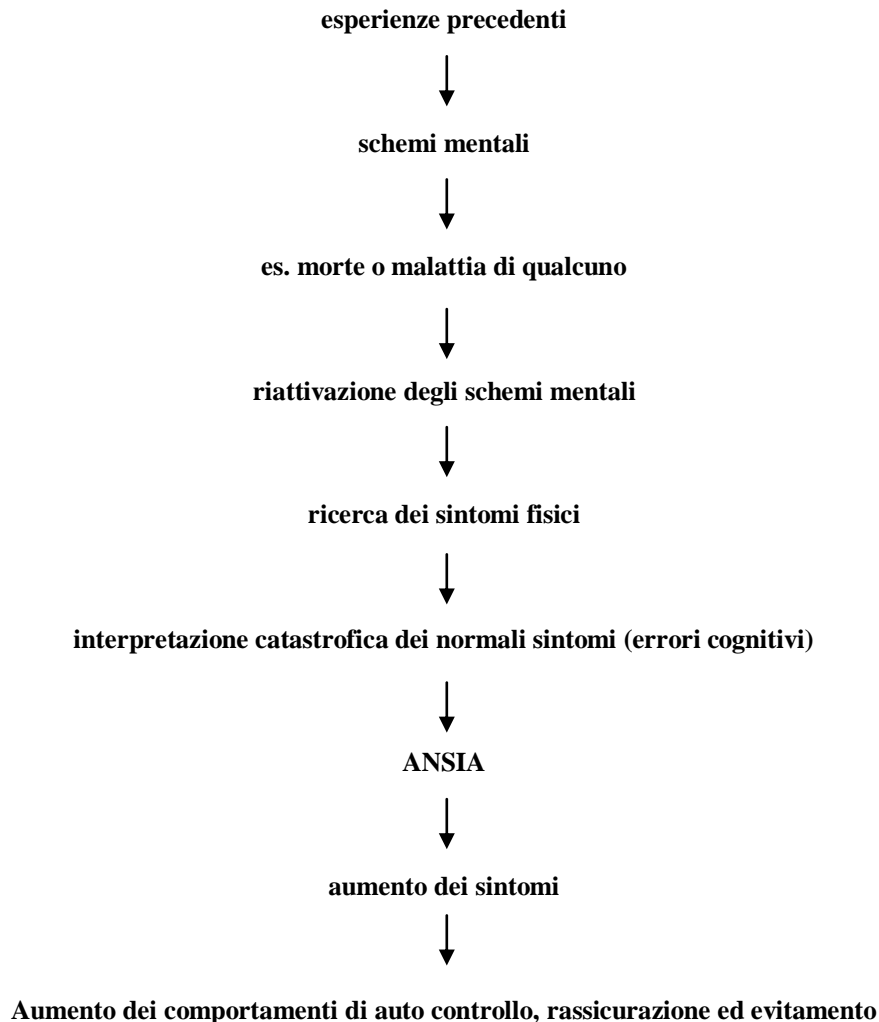 esperienze precedenti
schemi mentali
es. morte o malattia di qualcuno
riattivazione degli schemi mentali
ricerca dei sintomi fisici
interpretazione catastrofica dei normali sintomi (errori cognitivi)
ANSIA
aumento dei sintomi
Aumento dei comportamenti di auto controllo, rassicurazione ed evitamento